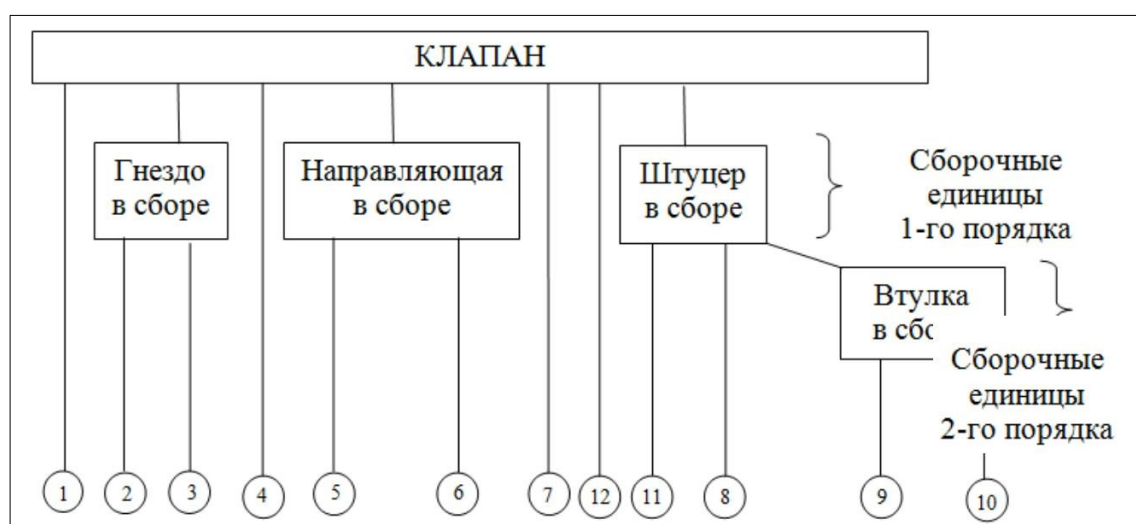 КЛАПАН
Гнездо
в сборе
Направляющая
в сборе
Штуцер
в сборе
Сборочные
единицы
1-го порядка
Втулка
в сбо
Сборочные
единицы
2-го порядка
1
2
3
4
5
6
7
12
11
8
9
10